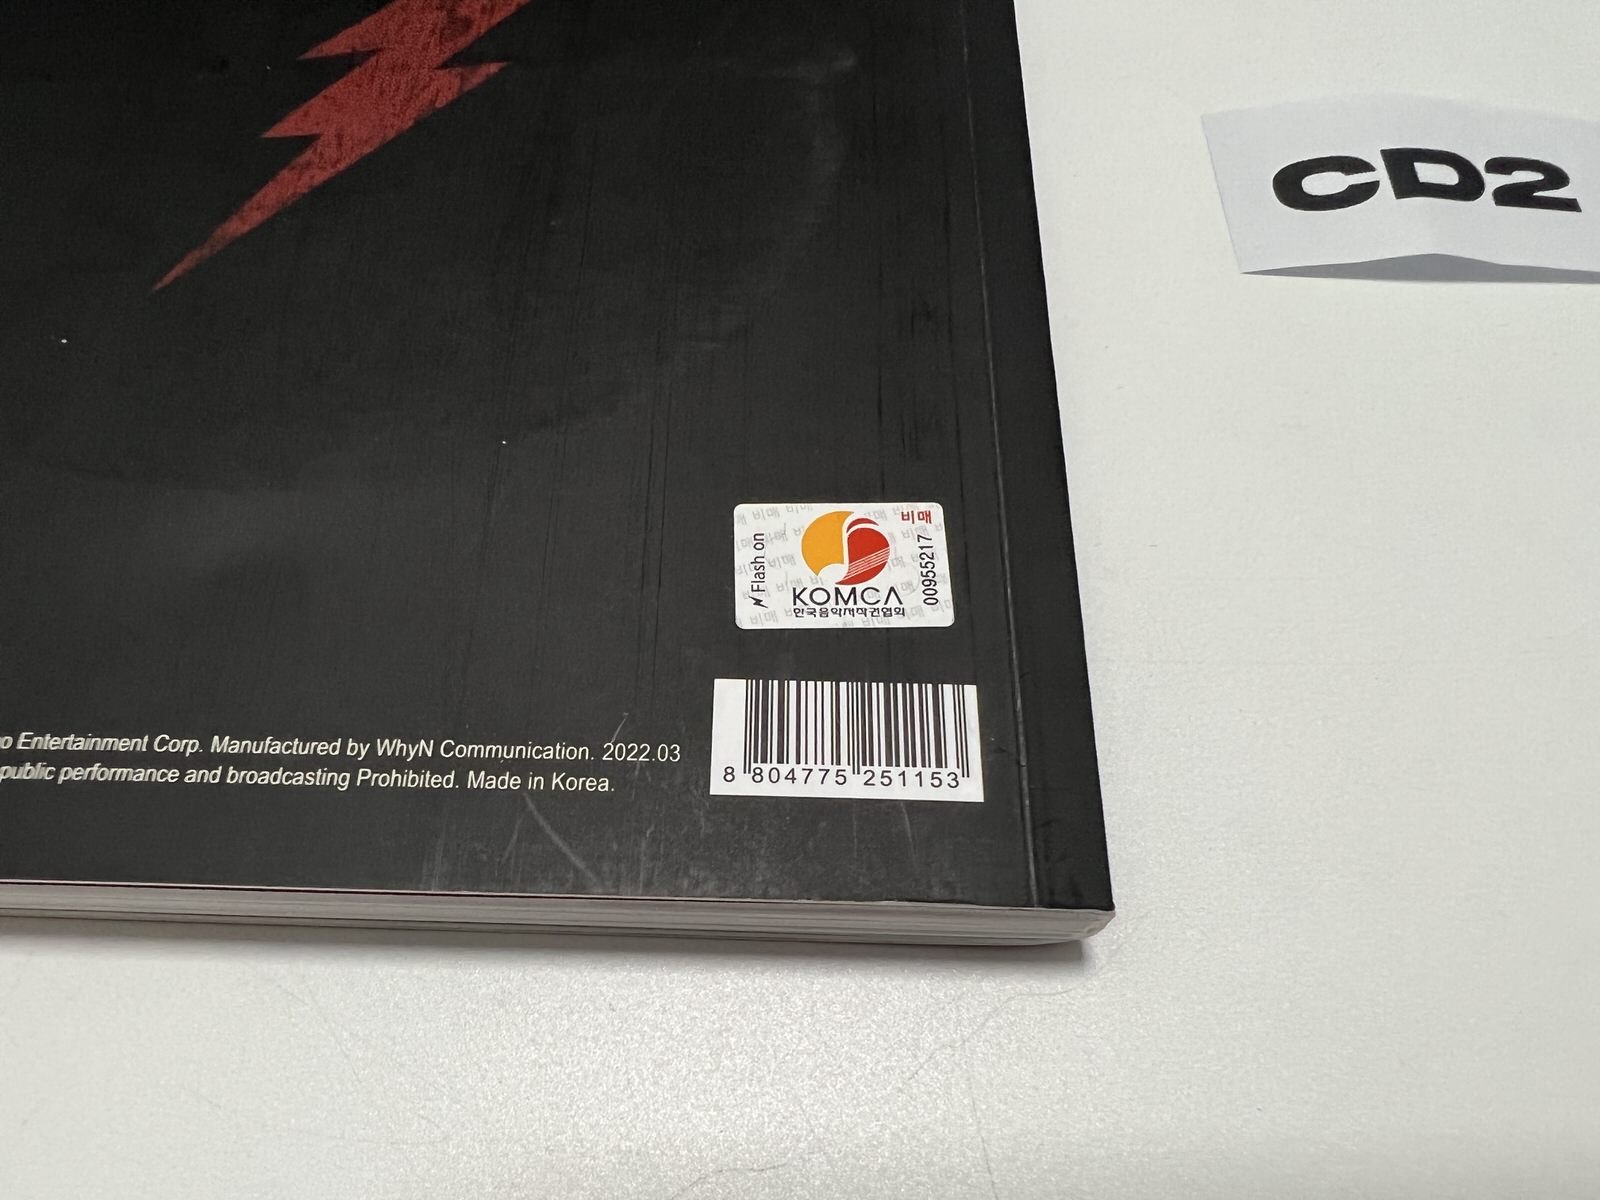 CD2
비매
Flash on
00955217
KOMCA
한국음악저작권협회
Entertainment Corp. Manufactured by WhyN Communication. 2022.03
public performance and broadcasting Prohibited. Made in Korea.
8 804775 251153